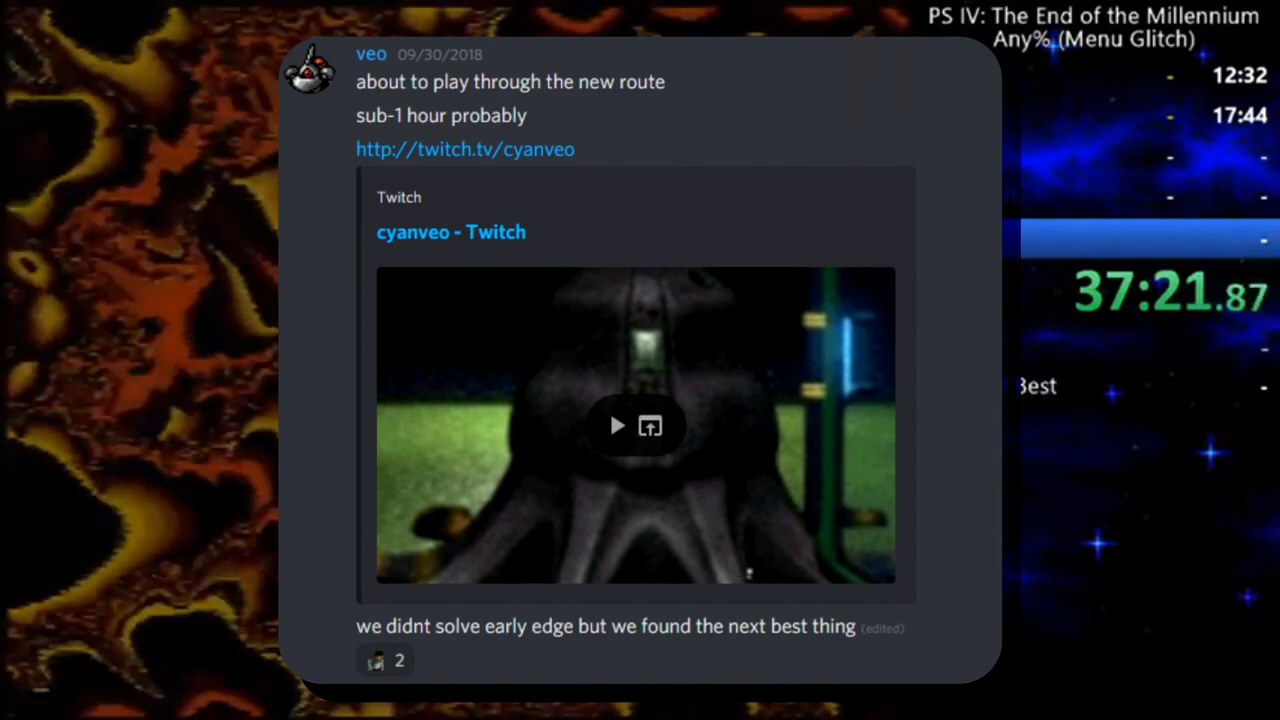 PS IV: The End of the Millennium
Any% (Menu Glitch)
veo 09/30/2018
about to play through the new route
sub-1 hour probably
http://twitch.tv/cyanveo
Twitch
cyanveo - Twitch
we didnt solve early edge but we found the next best thing (edited)
2
- 12:32
- 17:44
- -
- -
-
37:21.87
-
Best -